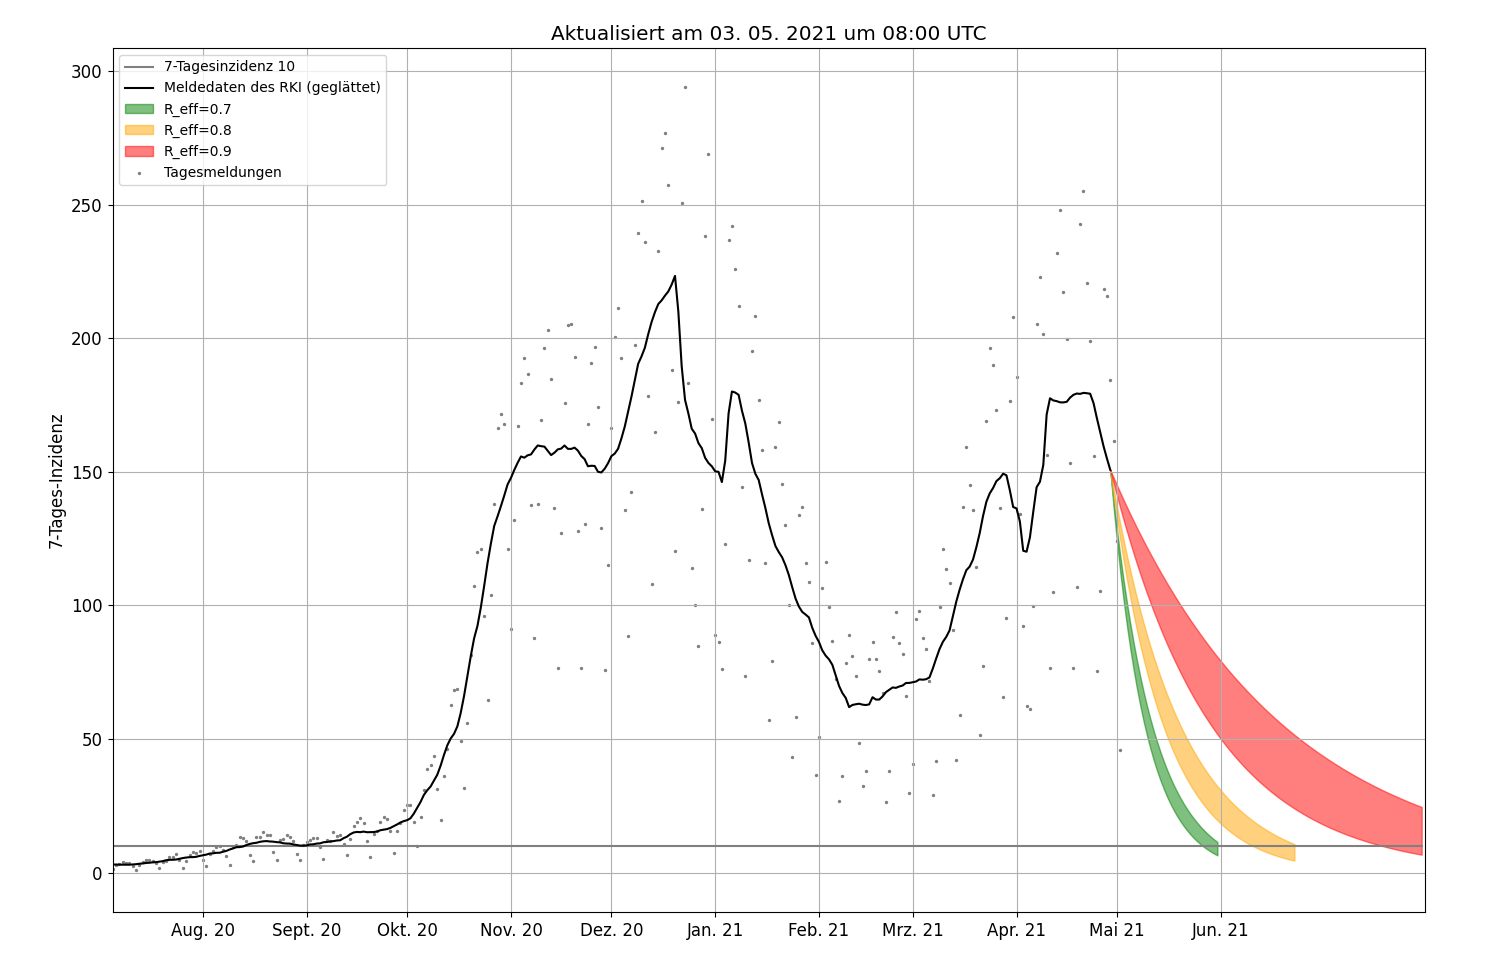 Aktualisiert am 03. 05. 2021 um 08:00 UTC
7-Tagesinzidenz 10
Meldedaten des RKI (geglättet)
R_eff=0.7
R_eff=0.8
R_eff=0.9
Tagesmeldungen
7-Tages-Inzidenz
300
250
200
150
100
50
0
Aug. 20 Sept. 20 Okt. 20 Nov. 20 Dez. 20 Jan. 21 Feb. 21 Mrz. 21 Apr. 21 Mai 21 Jun. 21